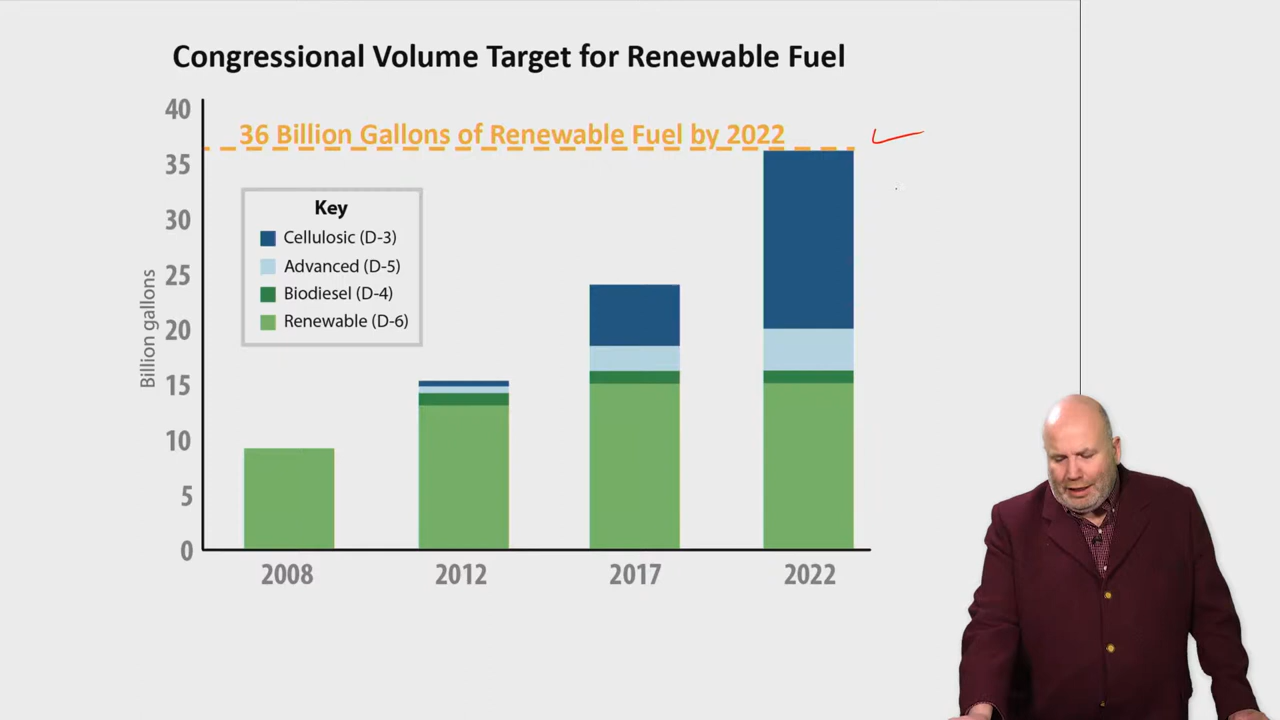 Congressional Volume Target for Renewable Fuel
40
36 Billion Gallons of Renewable Fuel by 2022
35
30
25
20
15
10
5
0
Billion gallons
Key
Cellulosic (D-3)
Advanced (D-5)
Biodiesel (D-4)
Renewable (D-6)
2008
2012
2017
2022